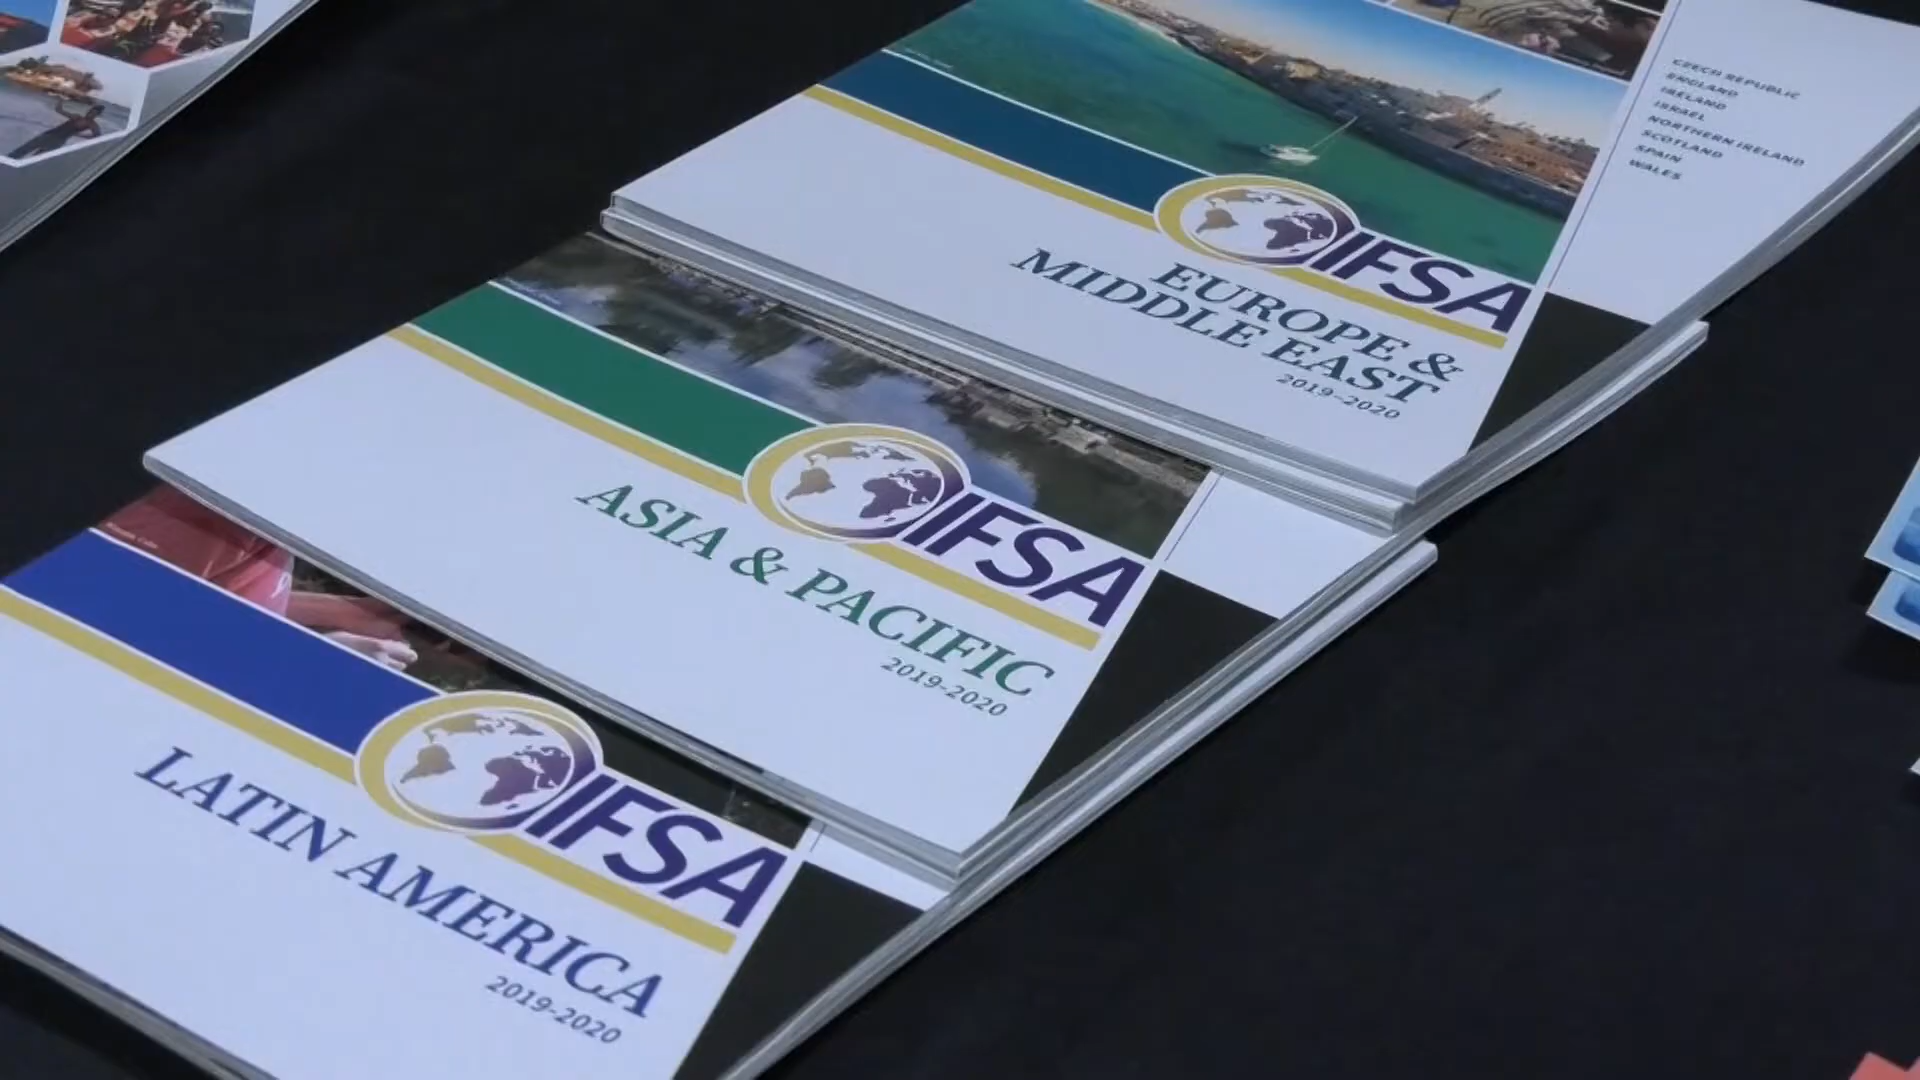 CZECH REPUBLIC
ENGLAND
IRELAND
ISRAEL
NORTHERN IRELAND
SCOTLAND
SPAIN
WALES
IFSA
EUROPE &
MIDDLE EAST
2019-2020
IFSA
ASIA & PACIFIC
2019-2020
IFSA
LATIN AMERICA
2019-2020